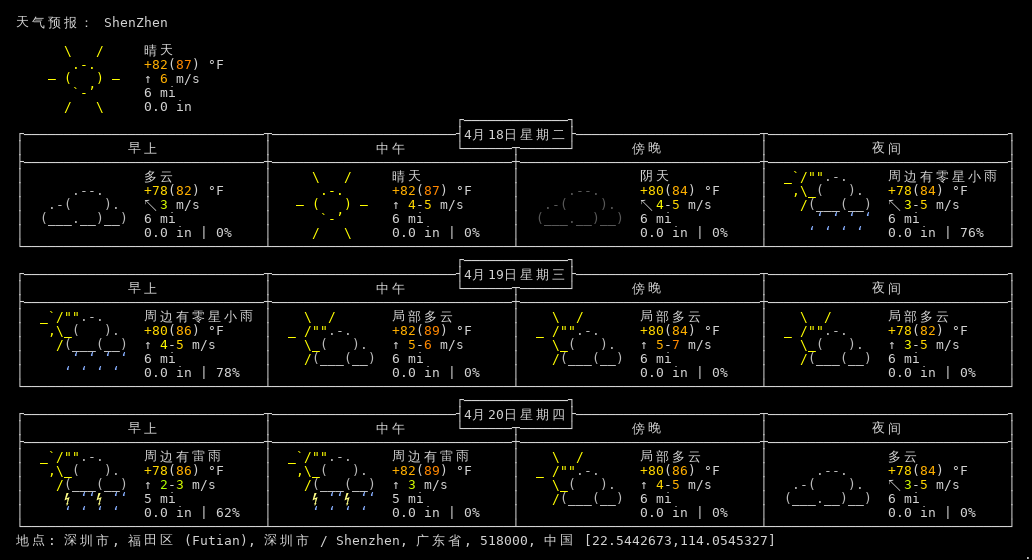 天气预报： ShenZhen
晴天
+82(87) °F
↑ 6 m/s
6 mi
0.0 in
4月18日星期二
早上 中午 傍晚 夜间
多云 晴天 阴天 周边有零星小雨
+78(82) °F +82(87) °F +80(84) °F +78(84) °F
↖ 3 m/s ↑ 4-5 m/s ↖ 4-5 m/s ↖ 3-5 m/s
6 mi 6 mi 6 mi 6 mi
0.0 in | 0% 0.0 in | 0% 0.0 in | 0% 0.0 in | 76%
4月19日星期三
早上 中午 傍晚 夜间
周边有零星小雨 局部多云 局部多云 局部多云
+80(86) °F +82(89) °F +80(84) °F +78(82) °F
↑ 4-5 m/s ↑ 5-6 m/s ↑ 5-7 m/s ↑ 3-5 m/s
6 mi 6 mi 6 mi 6 mi
0.0 in | 78% 0.0 in | 0% 0.0 in | 0% 0.0 in | 0%
4月20日星期四
早上 中午 傍晚 夜间
周边有雷雨 周边有雷雨 局部多云 多云
+78(86) °F +82(89) °F +80(86) °F +78(84) °F
↑ 2-3 m/s ↑ 3 m/s ↑ 4-5 m/s ↖ 3-5 m/s
5 mi 5 mi 6 mi 6 mi
0.0 in | 62% 0.0 in | 0% 0.0 in | 0% 0.0 in | 0%
地点: 深圳市, 福田区 (Futian), 深圳市 / Shenzhen, 广东省, 518000, 中国 [22.5442673,114.0545327]